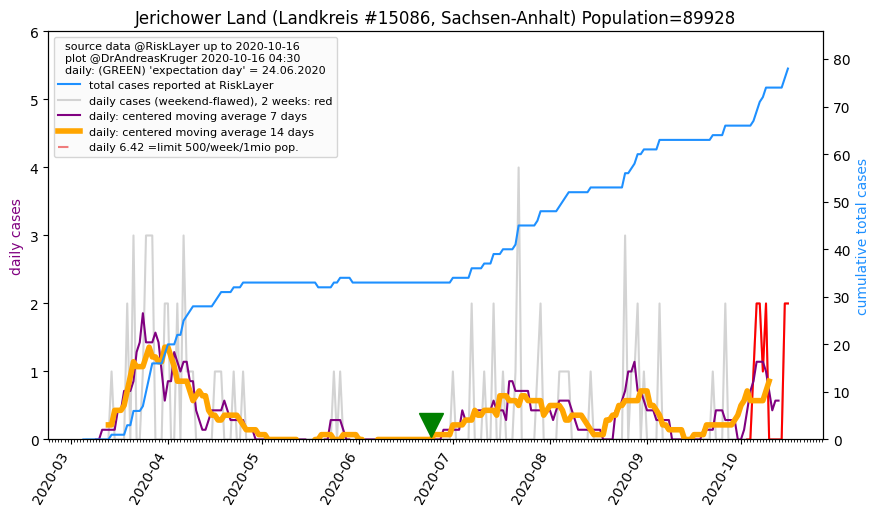 Jerichower Land (Landkreis #15086, Sachsen-Anhalt) Population=89928
source data @RiskLayer up to 2020-10-16
plot @DrAndreasKruger 2020-10-16 04:30
daily: (GREEN) 'expectation day' = 24.06.2020
total cases reported at RiskLayer
daily cases (weekend-flawed), 2 weeks: red
daily: centered moving average 7 days
daily: centered moving average 14 days
daily 6.42 =limit 500/week/1mio pop.
daily cases
6
5
4
3
2
1
0
cumulative total cases
80
70
60
50
40
30
20
10
0
2020-03
2020-04
2020-05
2020-06
2020-07
2020-08
2020-09
2020-10